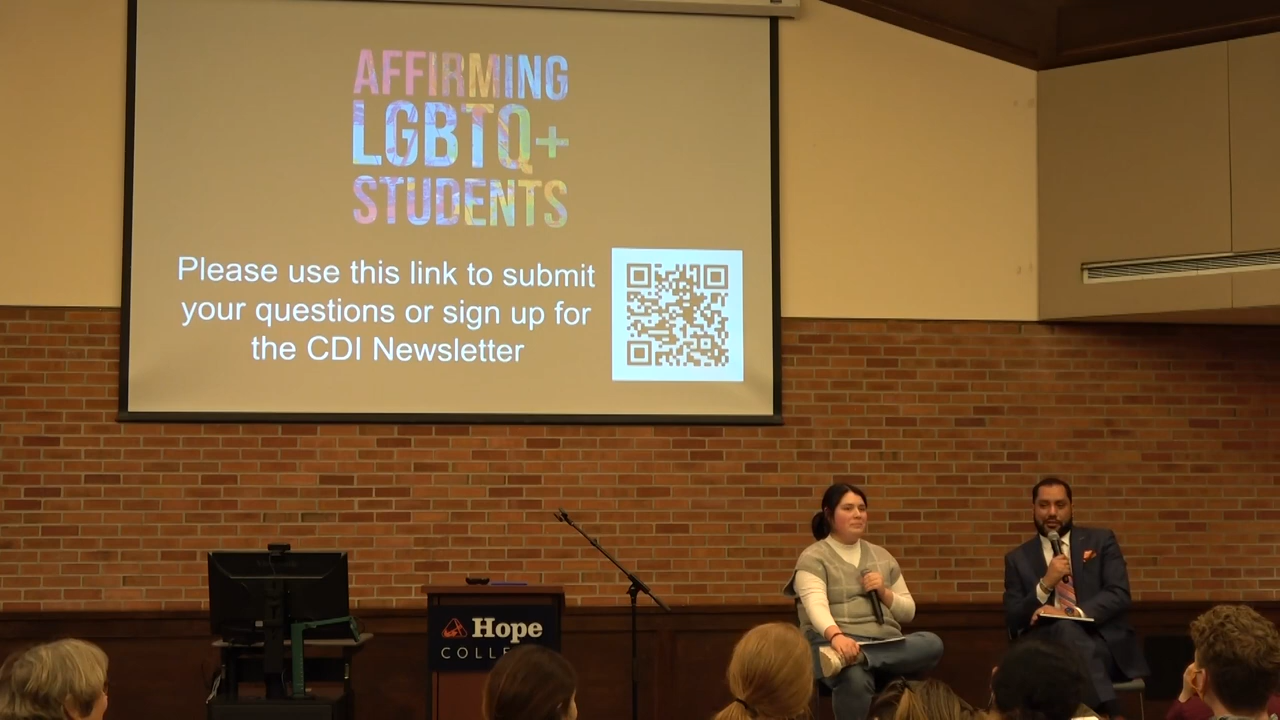 AFFIRMING
LGBTQ+
STUDENTS
Please use this link to submit
your questions or sign up for
the CDI Newsletter
Hope